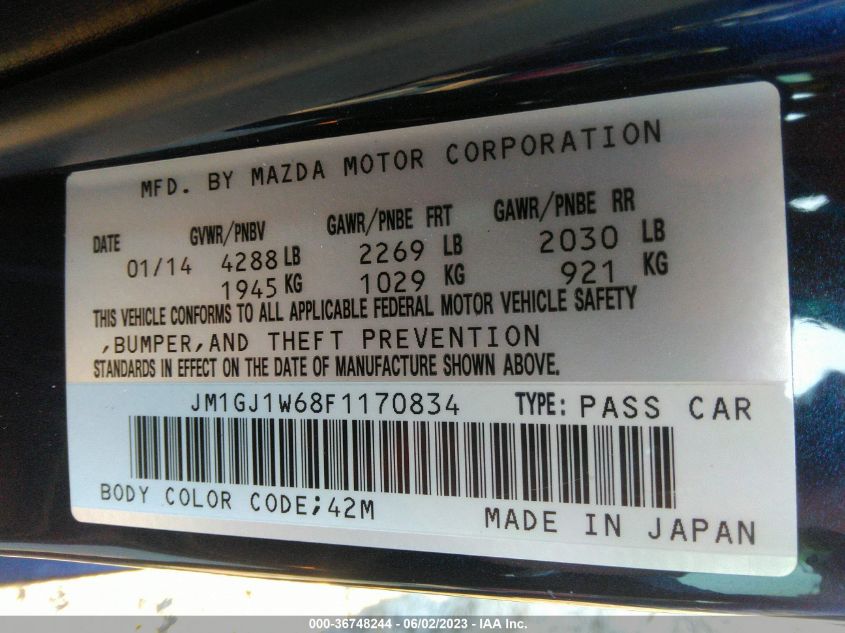 MFD. BY MAZDA MOTOR CORPORATION
DATE GVWR/PNBV GAWR/PNBE FRT GAWR/PNBE RR
01/14 4288 LB 2269 LB 2030 LB
1945 KG 1029 KG 921 KG
THIS VEHICLE CONFORMS TO ALL APPLICABLE FEDERAL MOTOR VEHICLE SAFETY
,BUMPER,AND THEFT PREVENTION
STANDARDS IN EFFECT ON THE DATE OF MANUFACTURE SHOWN ABOVE.
JM1GJ1W68F1170834 TYPE: PASS CAR
BODY COLOR CODE;42M MADE IN JAPAN
000-36748244 - 06/02/2023 - IAA Inc.